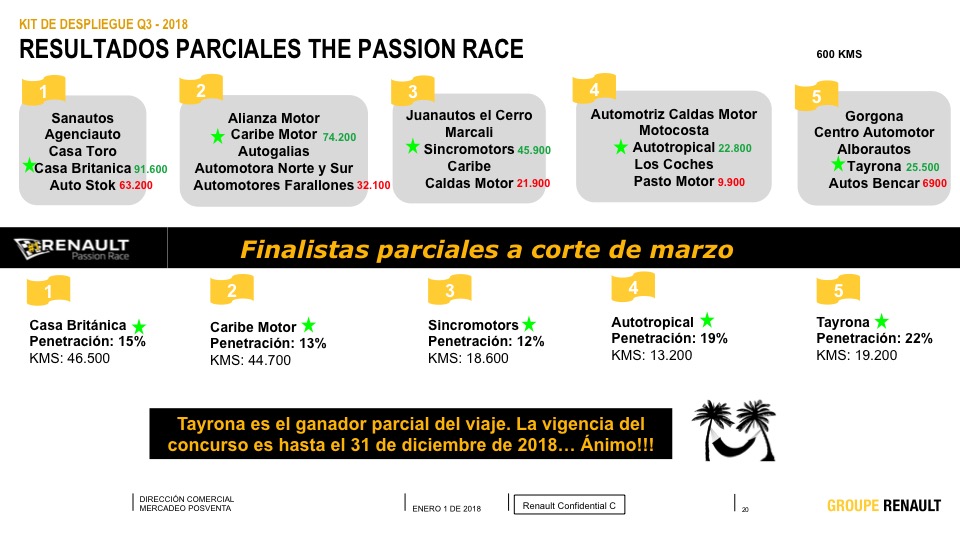 KIT DE DESPLIEGUE Q3 - 2018
RESULTADOS PARCIALES THE PASSION RACE
600 KMS
1
Sanautos
Agenciauto
Casa Toro
Casa Britanica 91.600
Auto Stok 63.200
2
Alianza Motor
Caribe Motor 74.200
Autogalias
Automotora Norte y Sur
Automotores Farallones 32.100
3
Juanautos el Cerro
Marcali
Sincromotors 45.900
Caribe
Caldas Motor 21.900
4
Automotriz Caldas Motor
Motocosta
Autotropical 22.800
Los Coches
Pasto Motor 9.900
5
Gorgona
Centro Automotor
Alborautos
Tayrona 25.500
Autos Bencar 6900
RENAULT
Passion Race
Finalistas parciales a corte de marzo
1
Casa Británica
Penetración: 15%
KMS: 46.500
2
Caribe Motor
Penetración: 13%
KMS: 44.700
3
Sincromotors
Penetración: 12%
KMS: 18.600
4
Autotropical
Penetración: 19%
KMS: 13.200
5
Tayrona
Penetración: 22%
KMS: 19.200
Tayrona es el ganador parcial del viaje. La vigencia del
concurso es hasta el 31 de diciembre de 2018… Ánimo!!!
DIRECCIÓN COMERCIAL
MERCADEO POSVENTA
ENERO 1 DE 2018
Renault Confidential C
20
GROUPE RENAULT